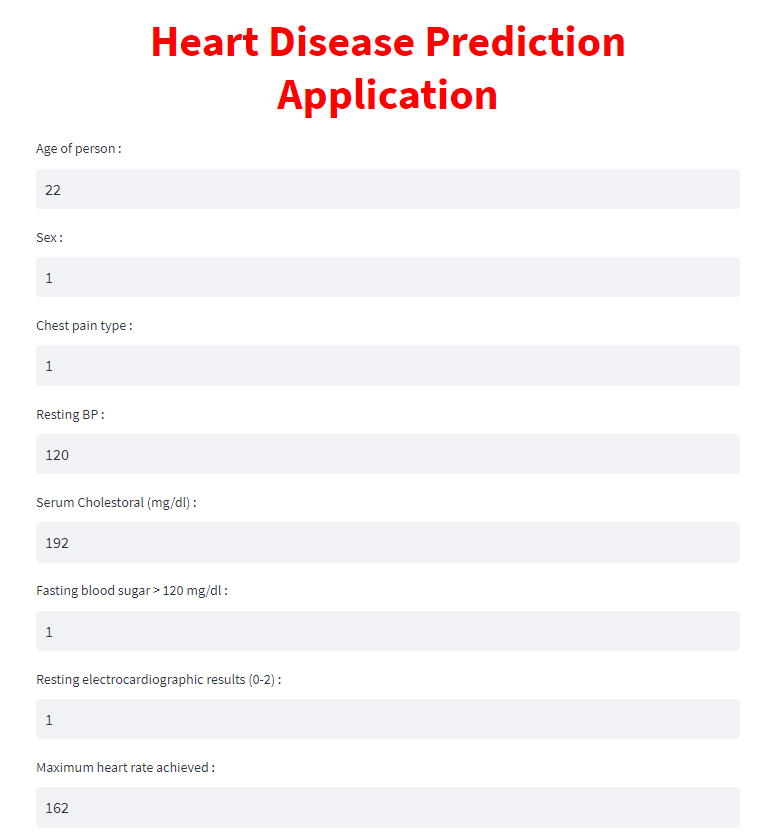 Heart Disease Prediction
Application
Age of person :
22
Sex :
1
Chest pain type :
1
Resting BP :
120
Serum Cholestoral (mg/dl) :
192
Fasting blood sugar > 120 mg/dl :
1
Resting electrocardiographic results (0-2) :
1
Maximum heart rate achieved :
162